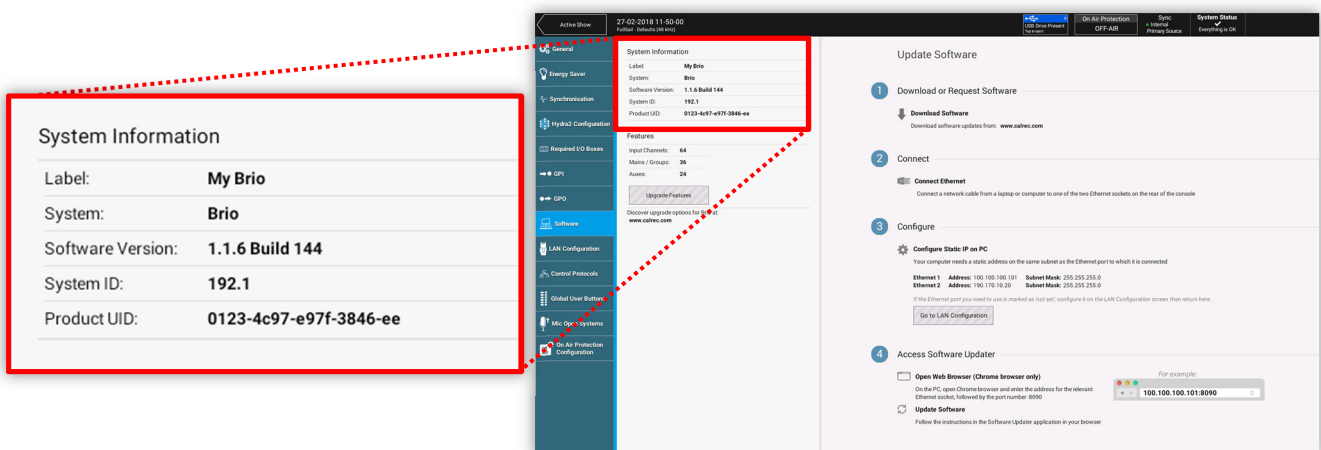 System Information
Label: My Brio
System: Brio
Software Version: 1.1.6 Build 144
System ID: 192.1
Product UID: 0123-4c97-e97f-3846-ee
Active Show
27-02-2018 11-50-00
FullSail - Defaults (48 kHz)
USB Drive Present
Tap to eject
On Air Protection
OFF-AIR
Sync
Internal
Primary Source
System Status
Everything is OK
General
Energy Saver
Synchronisation
Hydra2 Configuration
Required I/O Boxes
GPI
GPO
Software
LAN Configuration
Control Protocols
Global User Buttons
Mic Open Systems
On Air Protection
Configuration
System Information
Label: My Brio
System: Brio
Software Version: 1.1.6 Build 144
System ID: 192.1
Product UID: 0123-4c97-e97f-3846-ee
Features
Input Channels: 64
Mains / Groups: 36
Auxes: 24
Upgrade Features
Discover upgrade options for Brio at:
www.calrec.com
Update Software
1 Download or Request Software
Download Software
Download software updates from: www.calrec.com
2 Connect
Connect Ethernet
Connect a network cable from a laptop or computer to one of the two Ethernet sockets on the rear of the console
3 Configure
Configure Static IP on PC
Your computer needs a static address on the same subnet as the Ethernet port to which it is connected
Ethernet 1 Address: 100.100.100.101 Subnet Mask: 255.255.255.0
Ethernet 2 Address: 190.170.10.20 Subnet Mask: 255.255.255.0
If the Ethernet port you need to use is marked as 'not set', configure it on the LAN Configuration screen then return here.
Go to LAN Configuration
4 Access Software Updater
Open Web Browser (Chrome browser only)
On the PC, open Chrome browser and enter the address for the relevant
Ethernet socket, followed by the port number :8090
For example:
100.100.100.101:8090
Update Software
Follow the instructions in the Software Updater application in your browser